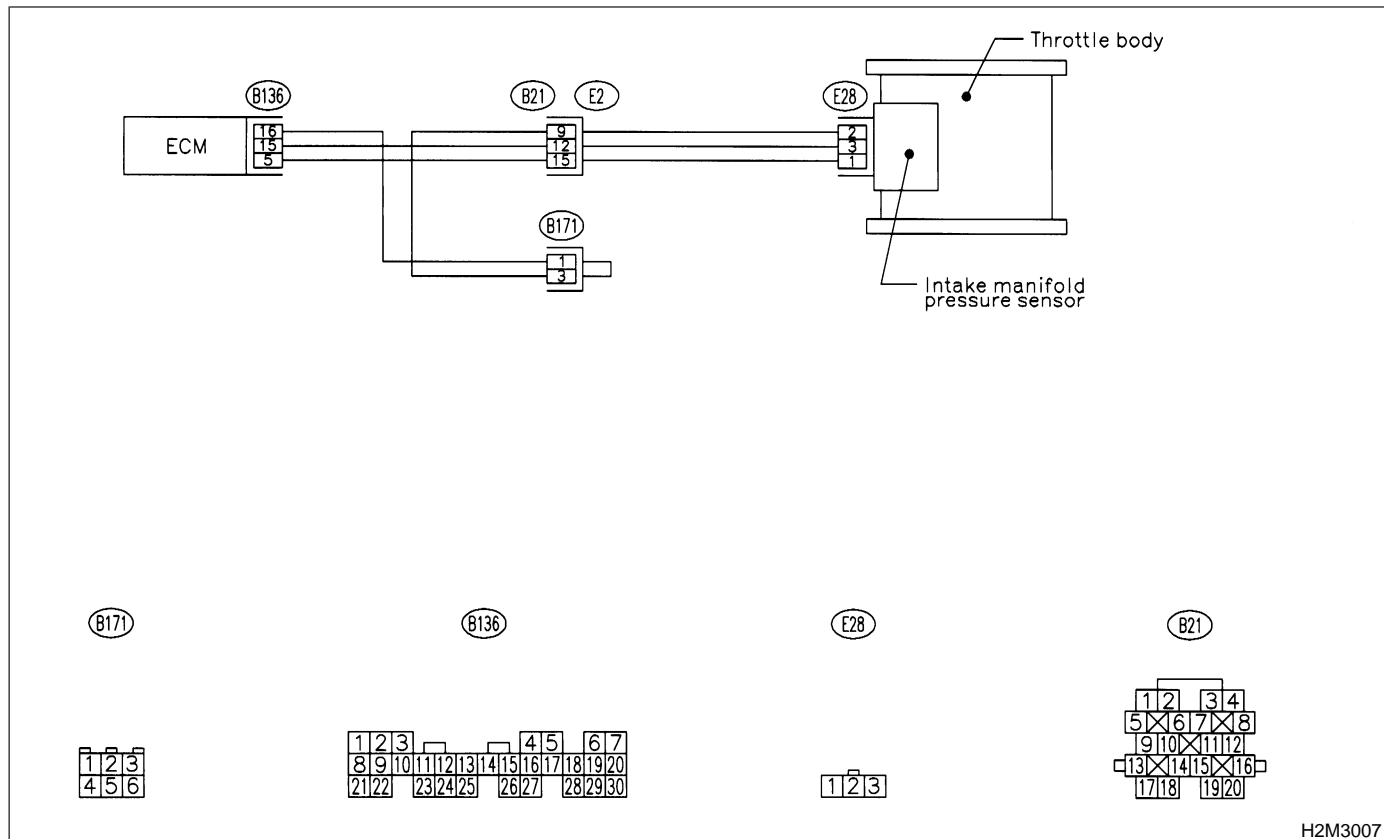 Throttle body
B136 B21 E2 E28
ECM
16 9 2
15 12 3
5 15 1
B171
1
3
Intake manifold
pressure sensor
B171 B136 E28 B21
1 2 3
4 5 6
1 2 3 4 5 6 7
8 9 10 11 12 13 14 15 16 17 18 19 20
21 22 23 24 25 26 27 28 29 30
1 2 3
1 2 3 4
5 6 7 8
9 10 11 12
13 14 15 16
17 18 19 20
H2M3007